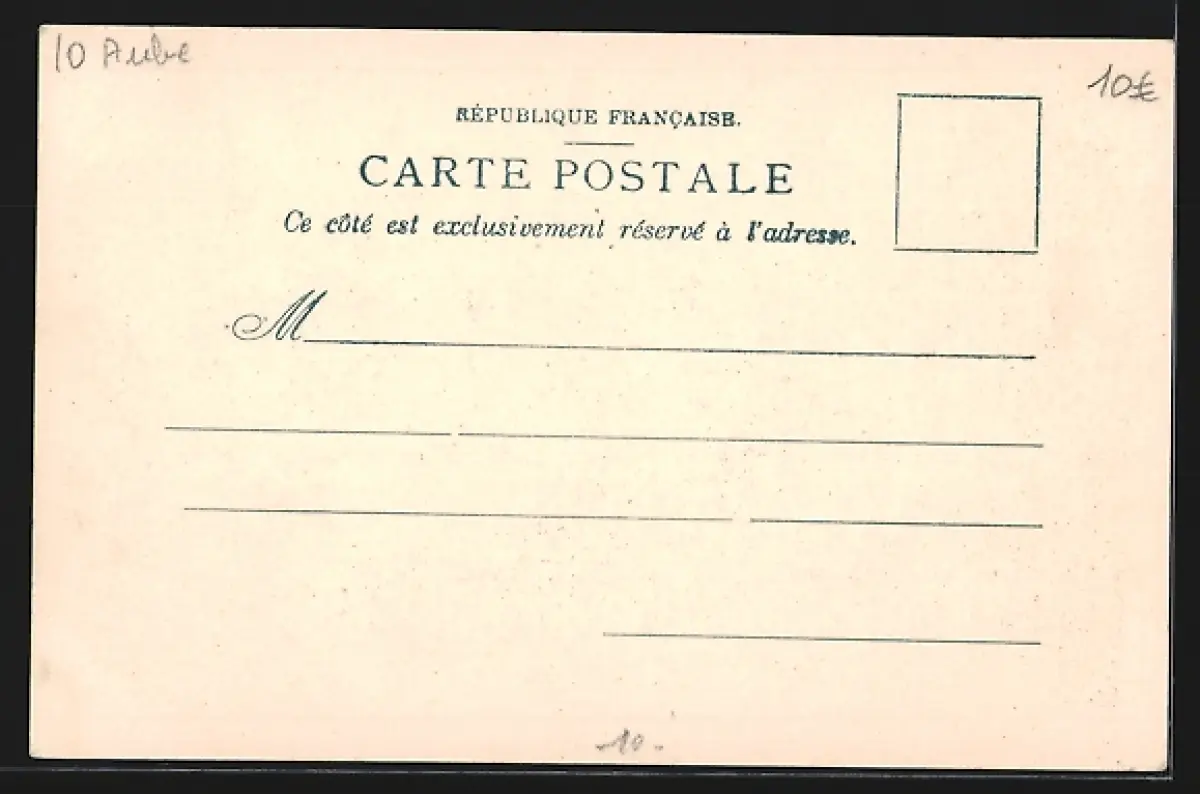 10 Aube
10€
RÉPUBLIQUE FRANÇAISE.
CARTE POSTALE
Ce côté est exclusivement réservé à l'adresse.
M
-10-